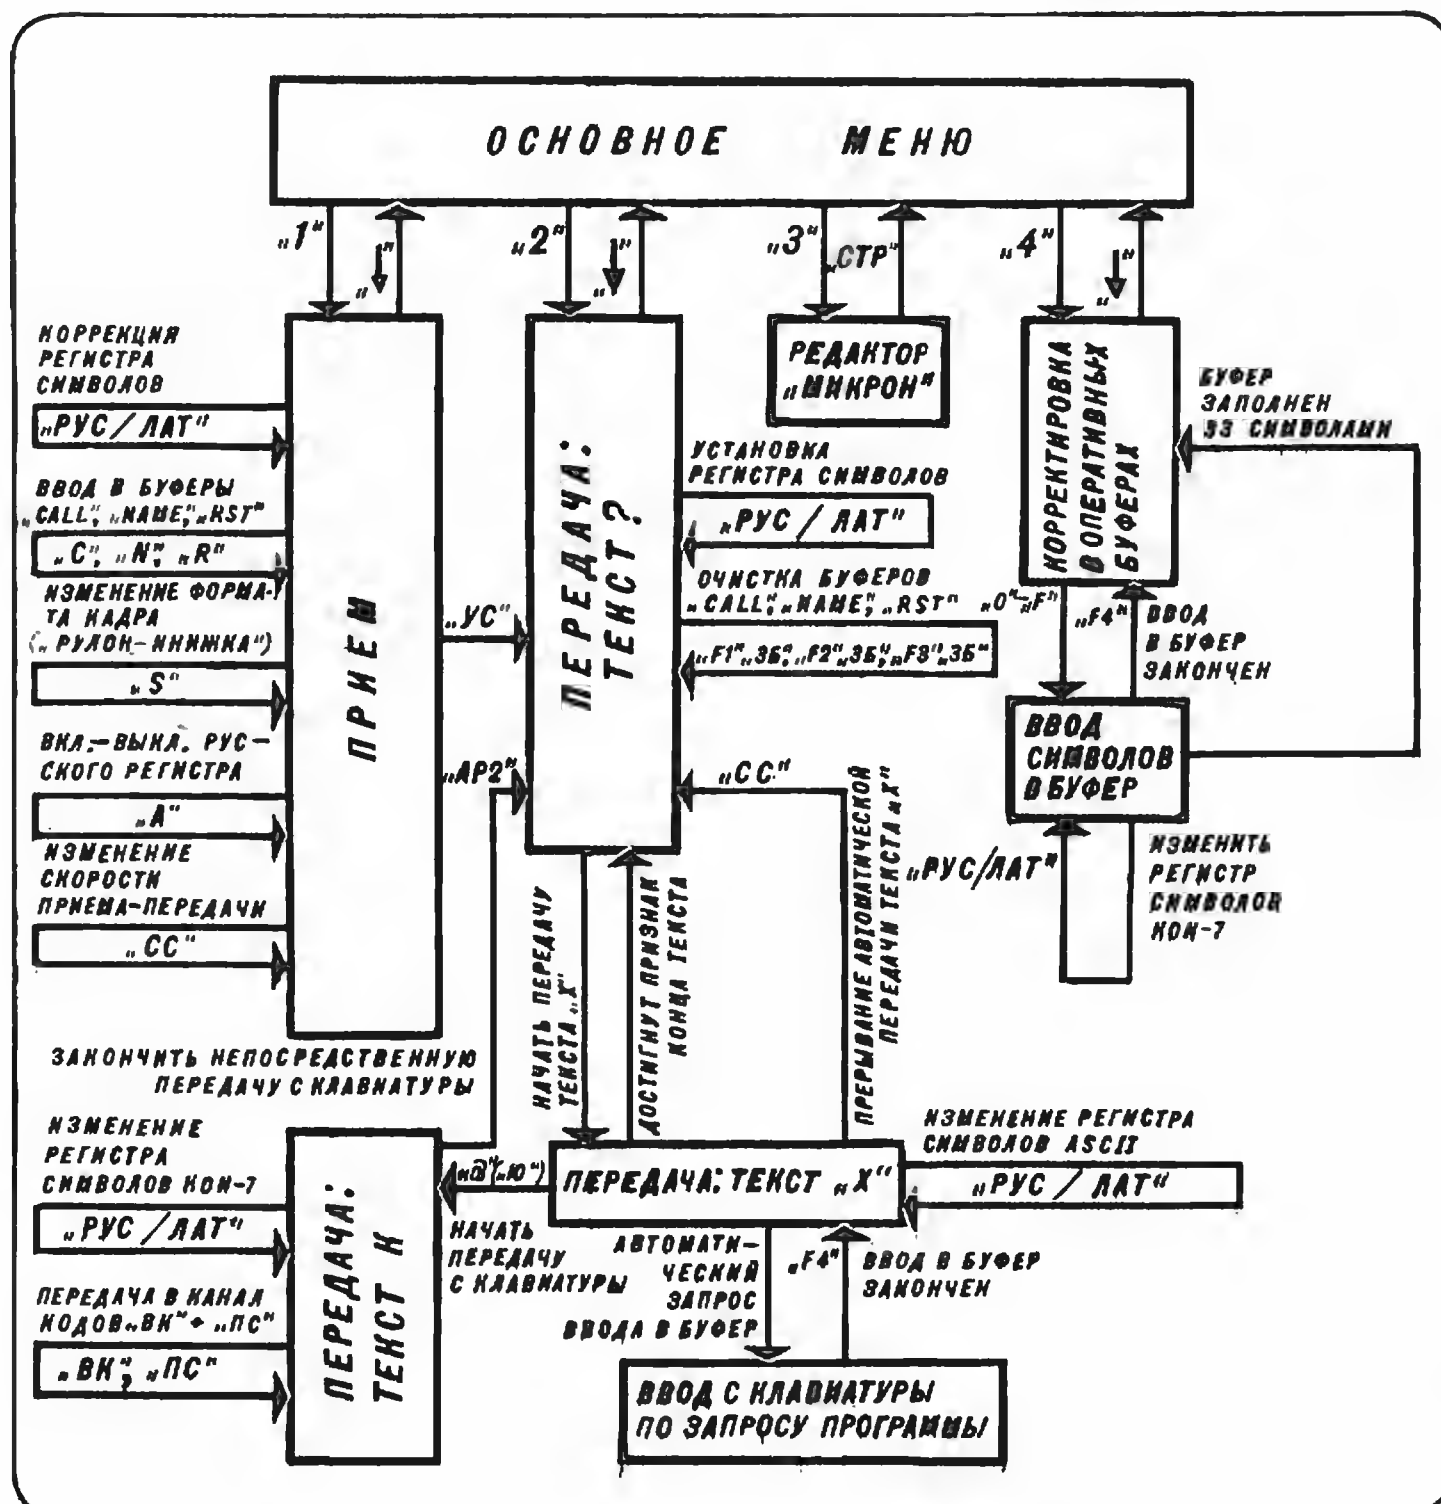 ОСНОВНОЕ МЕНЮ
„1“
„↓“
„2“
„↓“
„3“
„СТР“
„4“
„↓“
КОРРЕКЦИЯ
РЕГИСТРА
СИМВОЛОВ
„РУС/ЛАТ“
ВВОД В БУФЕРЫ
„CALL“, „NAME“, „RST“
„C“, „N“, „R“
ИЗМЕНЕНИЕ ФОРМА-
ТА КАДРА
(„РУЛОН-КНИЖКА“)
„S“
ВКЛ.-ВЫКЛ. РУС-
СКОГО РЕГИСТРА
„А“
ИЗМЕНЕНИЕ
СКОРОСТИ
ПРИЕМА-ПЕРЕДАЧИ
„СС“
ПРИЕМ
„УС“
„АР2“
ПЕРЕДАЧА:
ТЕКСТ?
РЕДАКТОР
„МИКРОН“
УСТАНОВКА
РЕГИСТРА СИМВОЛОВ
„РУС/ЛАТ“
ОЧИСТКА БУФЕРОВ
„CALL“, „NAME“, „RST“
„F1“„ЗБ“, „F2“„ЗБ“, „F3“„ЗБ“
„СС“
КОРРЕКТИРОВКА
В ОПЕРАТИВНЫХ
БУФЕРАХ
БУФЕР
ЗАПОЛНЕН
33 СИМВОЛАМИ
„0“-„F“
„F4“
ВВОД
В БУФЕР
ЗАКОНЧЕН
ВВОД
СИМВОЛОВ
В БУФЕР
„РУС/ЛАТ“
ИЗМЕНИТЬ
РЕГИСТР
СИМВОЛОВ
КОИ-7
НАЧАТЬ ПЕРЕДАЧУ
ТЕКСТА „Х“
ДОСТИГНУТ ПРИЗНАК
КОНЦА ТЕКСТА
ПРЕРЫВАНИЕ АВТОМАТИЧЕСКОЙ
ПЕРЕДАЧИ ТЕКСТА „Х“
ЗАКОНЧИТЬ НЕПОСРЕДСТВЕННУЮ
ПЕРЕДАЧУ С КЛАВИАТУРЫ
ИЗМЕНЕНИЕ
РЕГИСТРА
СИМВОЛОВ КОИ-7
„РУС/ЛАТ“
ПЕРЕДАЧА В КАНАЛ
КОДОВ „ВК“ + „ПС“
„ВК“, „ПС“
ПЕРЕДАЧА:
ТЕКСТ К
„@“(„Ю“)
НАЧАТЬ
ПЕРЕДАЧУ
С КЛАВИАТУРЫ
ПЕРЕДАЧА: ТЕКСТ „Х“
ИЗМЕНЕНИЕ РЕГИСТРА
СИМВОЛОВ ASCII
„РУС/ЛАТ“
АВТОМАТИ-
ЧЕСКИЙ
ЗАПРОС
ВВОДА В БУФЕР
„F4“
ВВОД В БУФЕР
ЗАКОНЧЕН
ВВОД С КЛАВИАТУРЫ
ПО ЗАПРОСУ ПРОГРАММЫ